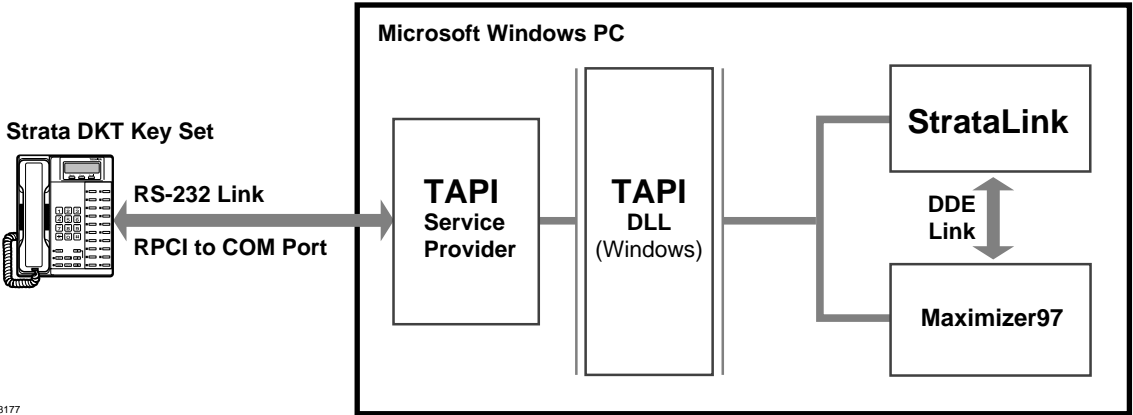 Microsoft Windows PC
Strata DKT Key Set
RS-232 Link
RPCI to COM Port
TAPI
Service
Provider
TAPI
DLL
(Windows)
StrataLink
DDE
Link
Maximizer97
3177